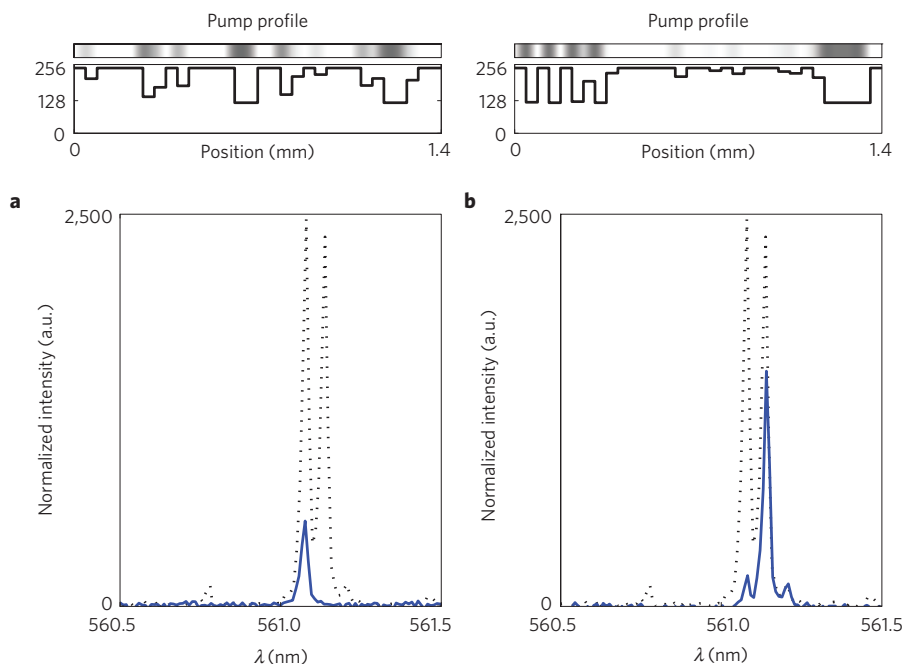 Pump profile
256
128
0
0
Position (mm)
1.4
Pump profile
256
128
0
0
Position (mm)
1.4
a
2,500
Normalized intensity (a.u.)
0
560.5
561.0
561.5
λ (nm)
b
2,500
Normalized intensity (a.u.)
0
560.5
561.0
561.5
λ (nm)